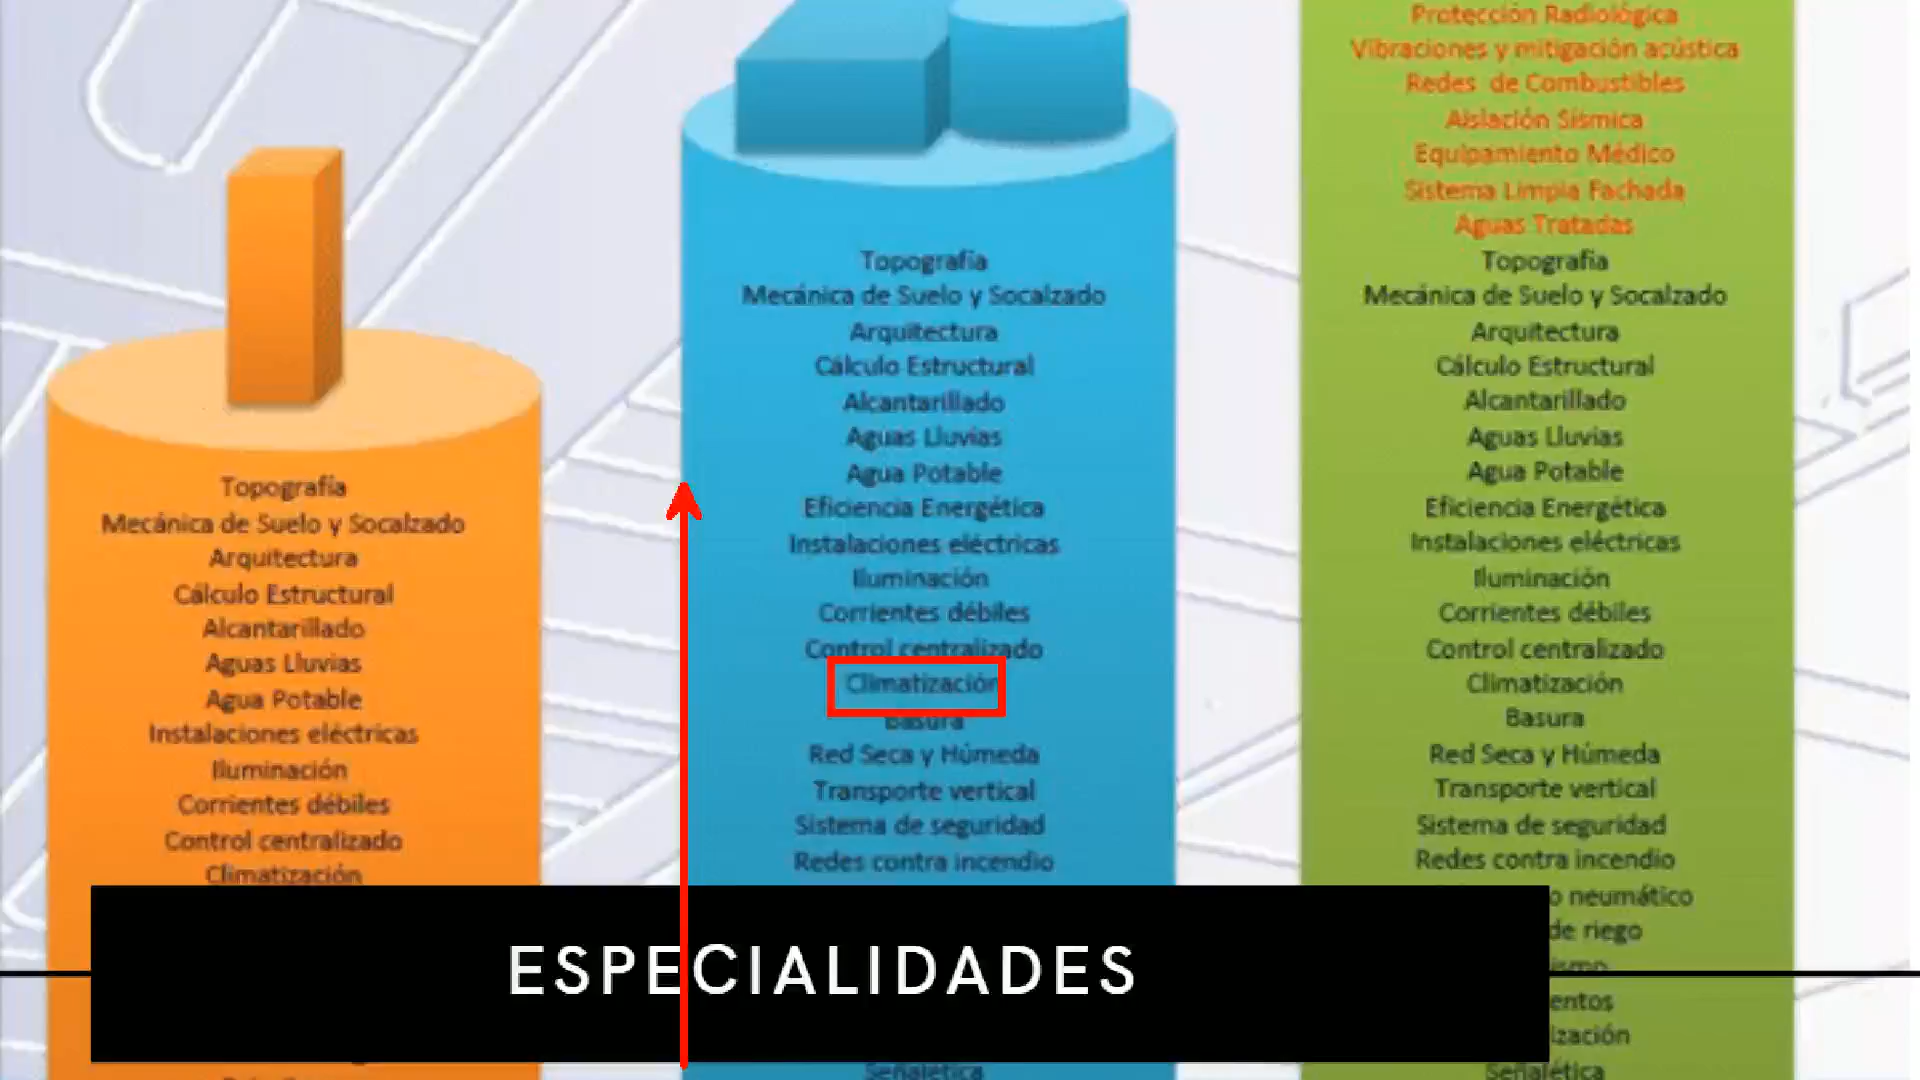 Topografía
Mecánica de Suelo y Socalzado
Arquitectura
Cálculo Estructural
Alcantarillado
Aguas Lluvias
Agua Potable
Instalaciones eléctricas
Iluminación
Corrientes débiles
Control centralizado
Climatización
Topografía
Mecánica de Suelo y Socalzado
Arquitectura
Cálculo Estructural
Alcantarillado
Aguas Lluvias
Agua Potable
Eficiencia Energética
Instalaciones eléctricas
Iluminación
Corrientes débiles
Control centralizado
Climatización
Basura
Red Seca y Húmeda
Transporte vertical
Sistema de seguridad
Redes contra incendio
Señalética
Protección Radiológica
Vibraciones y mitigación acústica
Redes de Combustibles
Aislación Sísmica
Equipamiento Médico
Sistema Limpia Fachada
Aguas Tratadas
Topografía
Mecánica de Suelo y Socalzado
Arquitectura
Cálculo Estructural
Alcantarillado
Aguas Lluvias
Agua Potable
Eficiencia Energética
Instalaciones eléctricas
Iluminación
Corrientes débiles
Control centralizado
Climatización
Basura
Red Seca y Húmeda
Transporte vertical
Sistema de seguridad
Redes contra incendio
o neumático
de riego
entos
lización
Señalética
ESPECIALIDADES